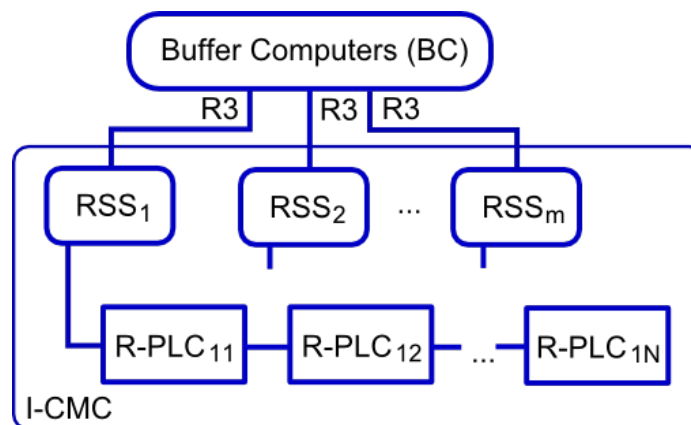 Buffer Computers (BC)
R3 R3 R3
RSS₁ RSS₂ ... RSSₘ
R-PLC₁₁ R-PLC₁₂ ... R-PLC₁N
I-CMC